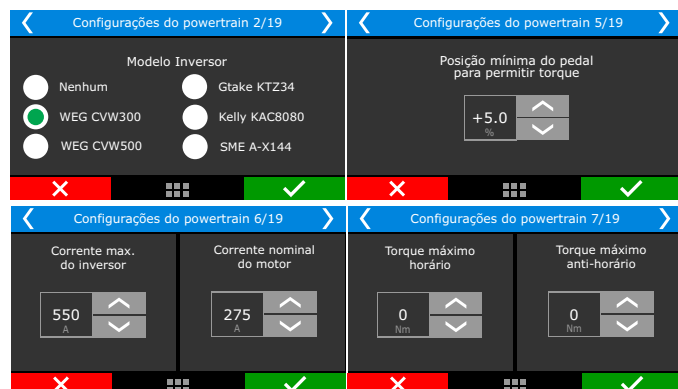 Configurações do powertrain 2/19
Modelo Inversor
Nenhum
Gtake KTZ34
WEG CVW300
Kelly KAC8080
WEG CVW500
SME A-X144
Configurações do powertrain 5/19
Posição mínima do pedal
para permitir torque
+5.0
%
Configurações do powertrain 6/19
Corrente max.
do inversor
550
A
Corrente nominal
do motor
275
A
Configurações do powertrain 7/19
Torque máximo
horário
0
Nm
Torque máximo
anti-horário
0
Nm